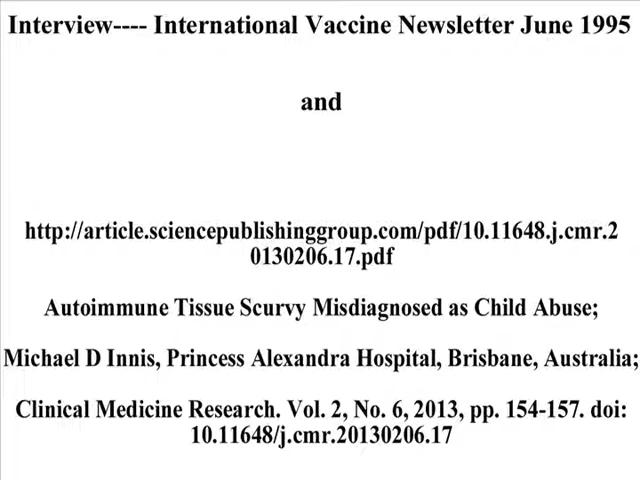 Interview---- International Vaccine Newsletter June 1995
and
http://article.sciencepublishinggroup.com/pdf/10.11648.j.cmr.2
0130206.17.pdf
Autoimmune Tissue Scurvy Misdiagnosed as Child Abuse;
Michael D Innis, Princess Alexandra Hospital, Brisbane, Australia;
Clinical Medicine Research. Vol. 2, No. 6, 2013, pp. 154-157. doi:
10.11648/j.cmr.20130206.17